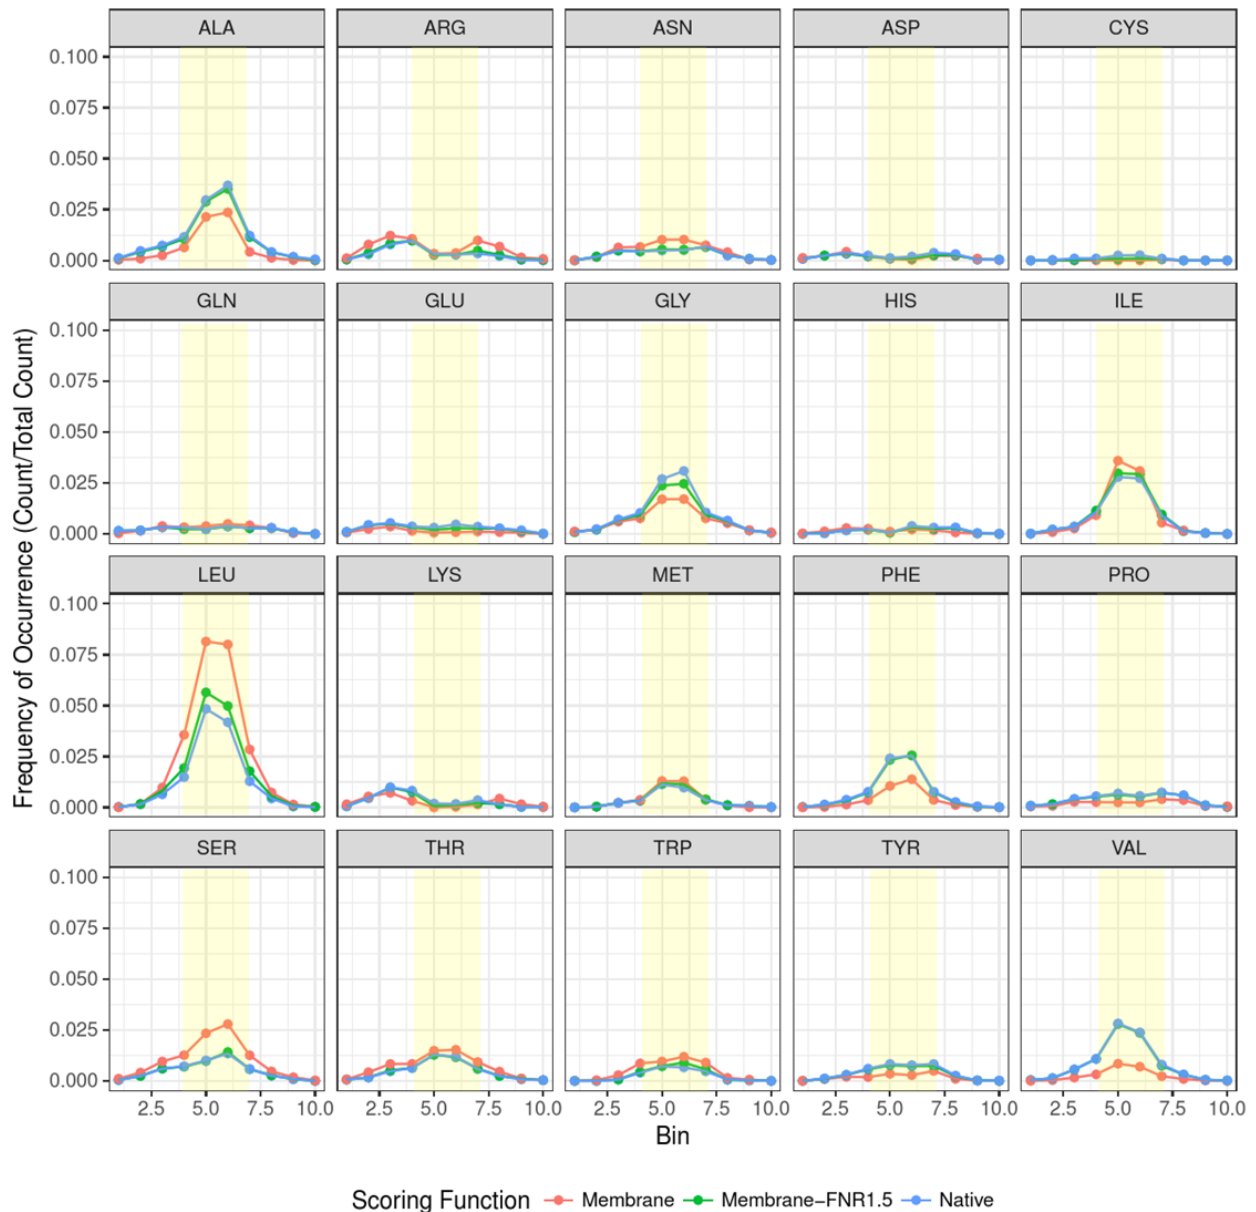 ALA ARG ASN ASP CYS
0.100
0.075
0.050
0.025
0.000
GLN GLU GLY HIS ILE
0.100
0.075
0.050
0.025
0.000
Frequency of Occurrence (Count/Total Count)
LEU LYS MET PHE PRO
0.100
0.075
0.050
0.025
0.000
SER THR TRP TYR VAL
0.100
0.075
0.050
0.025
0.000
2.5 5.0 7.5 10.0 2.5 5.0 7.5 10.0 2.5 5.0 7.5 10.0 2.5 5.0 7.5 10.0 2.5 5.0 7.5 10.0
Bin
Scoring Function Membrane Membrane−FNR1.5 Native